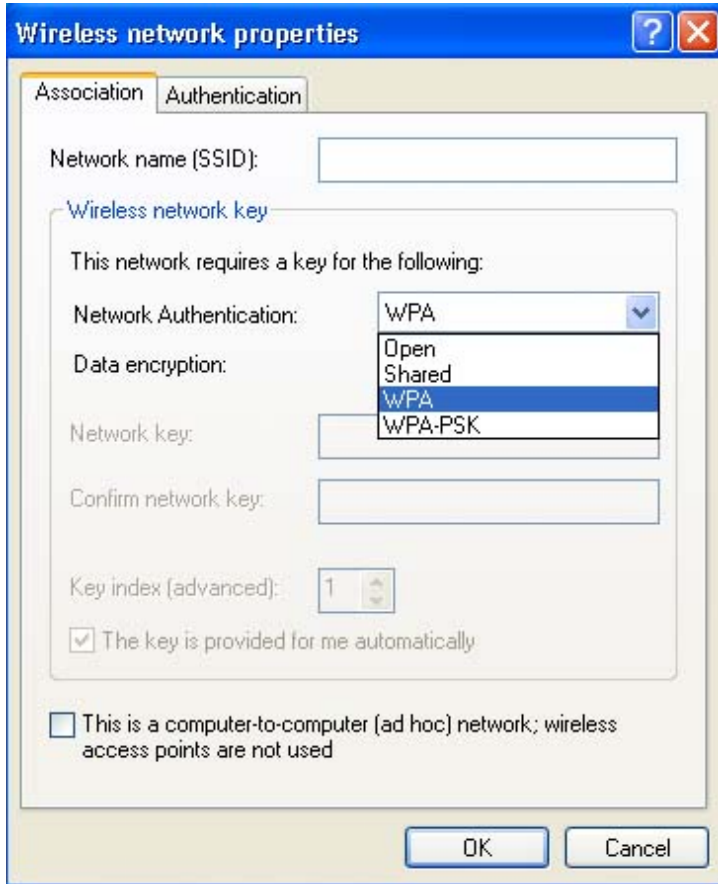 Wireless network properties
Association Authentication
Network name (SSID):
Wireless network key
This network requires a key for the following:
Network Authentication: WPA
Open
Data encryption:
Shared
WPA
WPA-PSK
Network key:
Confirm network key:
Key index (advanced): 1
The key is provided for me automatically
This is a computer-to-computer (ad hoc) network; wireless
access points are not used
OK Cancel